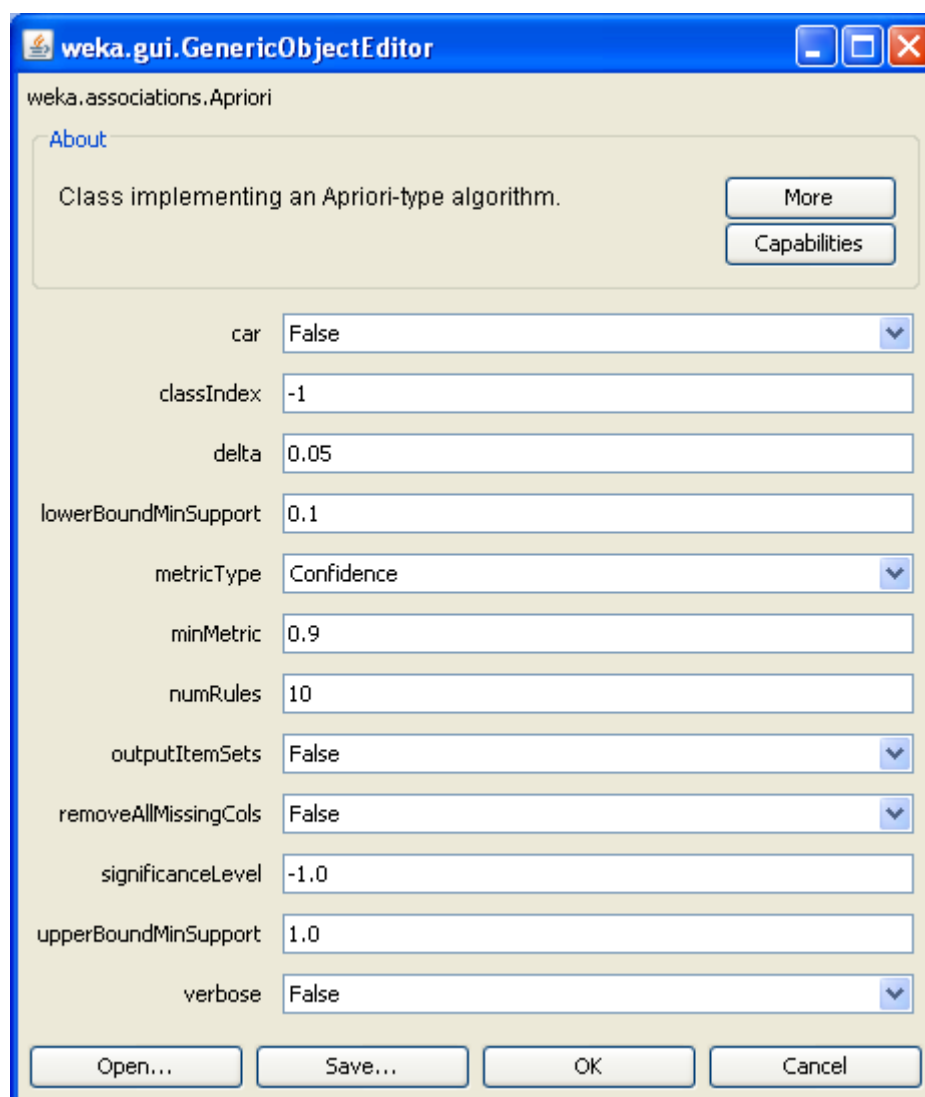 weka.gui.GenericObjectEditor
weka.associations.Apriori
About
Class implementing an Apriori-type algorithm.
More
Capabilities
car False
classIndex -1
delta 0.05
lowerBoundMinSupport 0.1
metricType Confidence
minMetric 0.9
numRules 10
outputItemSets False
removeAllMissingCols False
significanceLevel -1.0
upperBoundMinSupport 1.0
verbose False
Open... Save... OK Cancel